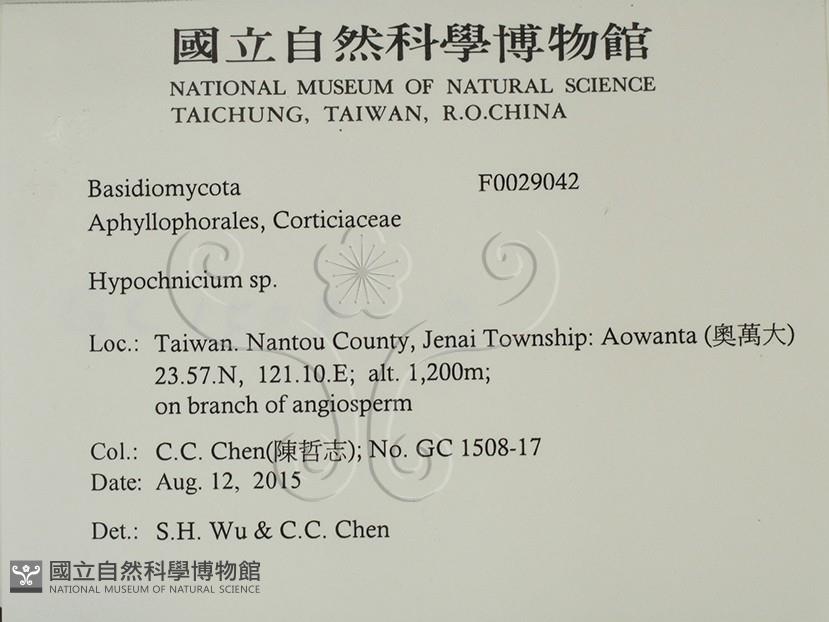 國立自然科學博物館
NATIONAL MUSEUM OF NATURAL SCIENCE
TAICHUNG, TAIWAN, R.O.CHINA
Basidiomycota F0029042
Aphyllophorales, Corticiaceae
Hypochnicium sp.
Loc.: Taiwan. Nantou County, Jenai Township: Aowanta (奧萬大)
23.57.N, 121.10.E; alt. 1,200m;
on branch of angiosperm
Col.: C.C. Chen(陳哲志); No. GC 1508-17
Date: Aug. 12, 2015
Det.: S.H. Wu & C.C. Chen
國立自然科學博物館
NATIONAL MUSEUM OF NATURAL SCIENCE